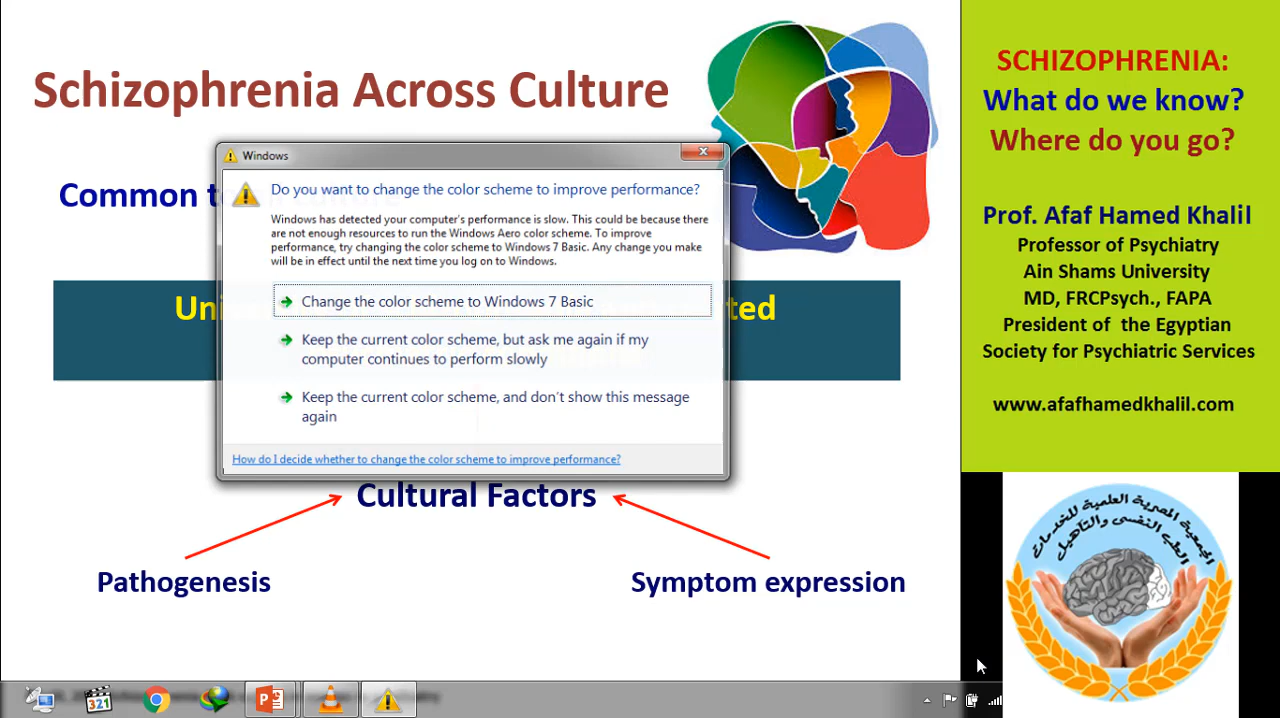 Schizophrenia Across Culture
Common t
Windows
Do you want to change the color scheme to improve performance?
Windows has detected your computer's performance is slow. This could be because there
are not enough resources to run the Windows Aero color scheme. To improve
performance, try changing the color scheme to Windows 7 Basic. Any change you make
will be in effect until the next time you log on to Windows.
Change the color scheme to Windows 7 Basic
Keep the current color scheme, but ask me again if my
computer continues to perform slowly
Keep the current color scheme, and don't show this message
again
How do I decide whether to change the color scheme to improve performance?
Cultural Factors
Pathogenesis
Symptom expression
SCHIZOPHRENIA:
What do we know?
Where do you go?
Prof. Afaf Hamed Khalil
Professor of Psychiatry
Ain Shams University
MD, FRCPsych., FAPA
President of the Egyptian
Society for Psychiatric Services
www.afafhamedkhalil.com
الجمعية المصرية العلمية للخدمات
الطب النفسى والتأهيل
321